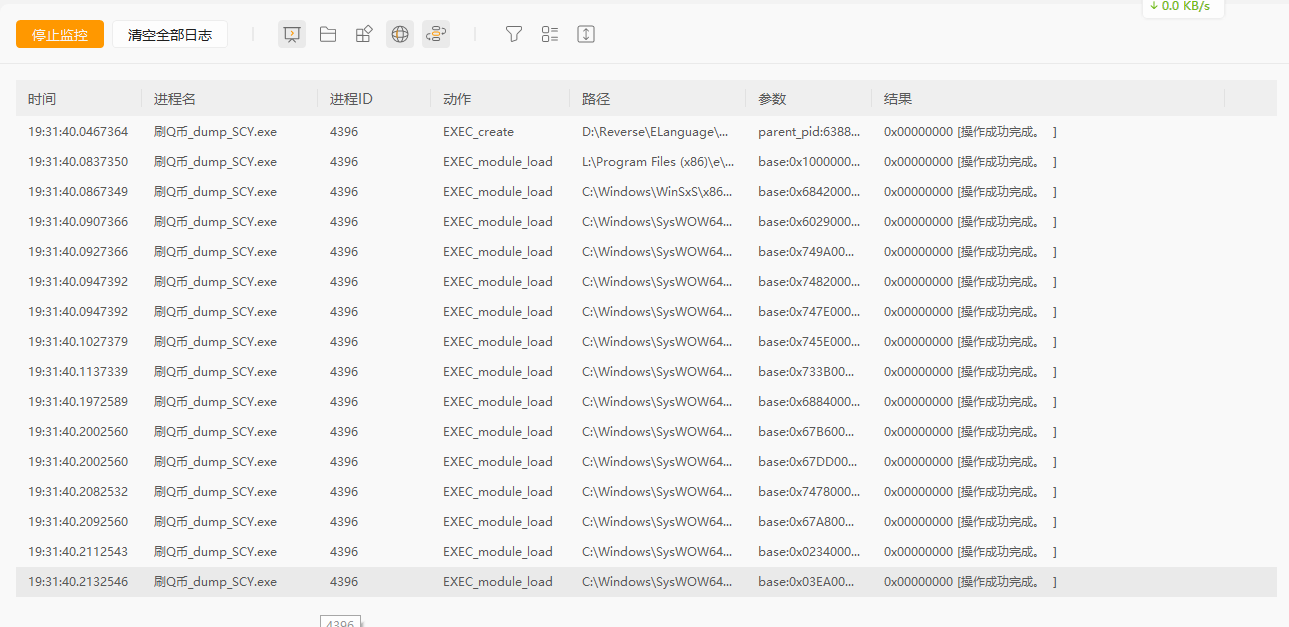 ↓ 0.0 KB/s
停止监控 清空全部日志
时间 进程名 进程ID 动作 路径 参数 结果
19:31:40.0467364 刷Q币_dump_SCY.exe 4396 EXEC_create D:\Reverse\ELanguage\... parent_pid:6388... 0x00000000 [操作成功完成。 ]
19:31:40.0837350 刷Q币_dump_SCY.exe 4396 EXEC_module_load L:\Program Files (x86)\e\... base:0x1000000... 0x00000000 [操作成功完成。 ]
19:31:40.0867349 刷Q币_dump_SCY.exe 4396 EXEC_module_load C:\Windows\WinSxS\x86... base:0x6842000... 0x00000000 [操作成功完成。 ]
19:31:40.0907366 刷Q币_dump_SCY.exe 4396 EXEC_module_load C:\Windows\SysWOW64... base:0x6029000... 0x00000000 [操作成功完成。 ]
19:31:40.0927366 刷Q币_dump_SCY.exe 4396 EXEC_module_load C:\Windows\SysWOW64... base:0x749A00... 0x00000000 [操作成功完成。 ]
19:31:40.0947392 刷Q币_dump_SCY.exe 4396 EXEC_module_load C:\Windows\SysWOW64... base:0x7482000... 0x00000000 [操作成功完成。 ]
19:31:40.0947392 刷Q币_dump_SCY.exe 4396 EXEC_module_load C:\Windows\SysWOW64... base:0x747E000... 0x00000000 [操作成功完成。 ]
19:31:40.1027379 刷Q币_dump_SCY.exe 4396 EXEC_module_load C:\Windows\SysWOW64... base:0x745E000... 0x00000000 [操作成功完成。 ]
19:31:40.1137339 刷Q币_dump_SCY.exe 4396 EXEC_module_load C:\Windows\SysWOW64... base:0x733B00... 0x00000000 [操作成功完成。 ]
19:31:40.1972589 刷Q币_dump_SCY.exe 4396 EXEC_module_load C:\Windows\SysWOW64... base:0x6884000... 0x00000000 [操作成功完成。 ]
19:31:40.2002560 刷Q币_dump_SCY.exe 4396 EXEC_module_load C:\Windows\SysWOW64... base:0x67B600... 0x00000000 [操作成功完成。 ]
19:31:40.2002560 刷Q币_dump_SCY.exe 4396 EXEC_module_load C:\Windows\SysWOW64... base:0x67DD00... 0x00000000 [操作成功完成。 ]
19:31:40.2082532 刷Q币_dump_SCY.exe 4396 EXEC_module_load C:\Windows\SysWOW64... base:0x7478000... 0x00000000 [操作成功完成。 ]
19:31:40.2092560 刷Q币_dump_SCY.exe 4396 EXEC_module_load C:\Windows\SysWOW64... base:0x67A800... 0x00000000 [操作成功完成。 ]
19:31:40.2112543 刷Q币_dump_SCY.exe 4396 EXEC_module_load C:\Windows\SysWOW64... base:0x0234000... 0x00000000 [操作成功完成。 ]
19:31:40.2132546 刷Q币_dump_SCY.exe 4396 EXEC_module_load C:\Windows\SysWOW64... base:0x03EA00... 0x00000000 [操作成功完成。 ]
4396